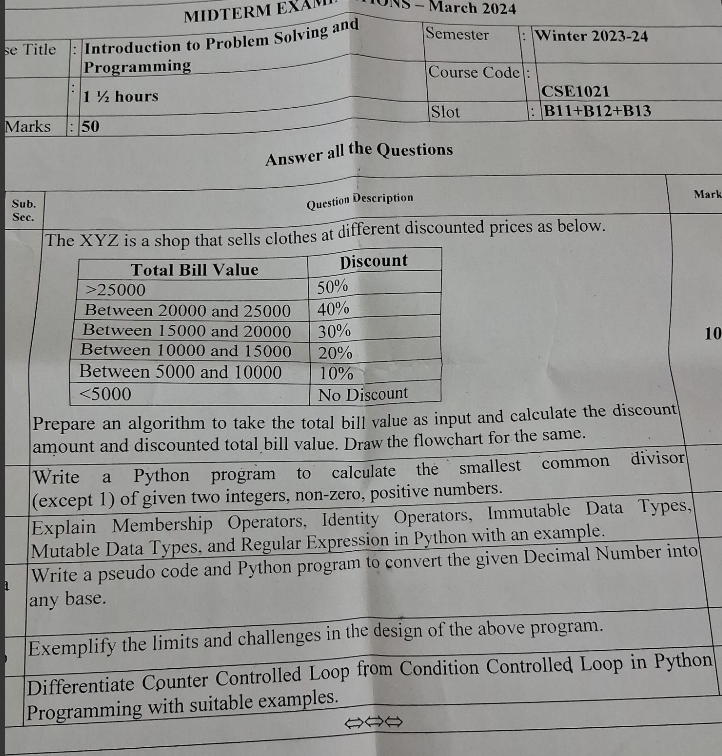 MIDTERM EXAMINATIONS – March 2024
se Title : Introduction to Problem Solving and Programming Semester : Winter 2023-24
: 1 ½ hours Course Code : CSE1021
Marks : 50 Slot : B11+B12+B13
Answer all the Questions
Sub. Sec. Question Description Mark
The XYZ is a shop that sells clothes at different discounted prices as below.
Total Bill Value Discount
>25000 50%
Between 20000 and 25000 40%
Between 15000 and 20000 30%
Between 10000 and 15000 20%
Between 5000 and 10000 10%
<5000 No Discount
10
Prepare an algorithm to take the total bill value as input and calculate the discount
amount and discounted total bill value. Draw the flowchart for the same.
Write a Python program to calculate the smallest common divisor
(except 1) of given two integers, non-zero, positive numbers.
Explain Membership Operators, Identity Operators, Immutable Data Types,
Mutable Data Types, and Regular Expression in Python with an example.
Write a pseudo code and Python program to convert the given Decimal Number into
any base.
Exemplify the limits and challenges in the design of the above program.
Differentiate Counter Controlled Loop from Condition Controlled Loop in Python
Programming with suitable examples.
⇔⇔⇔